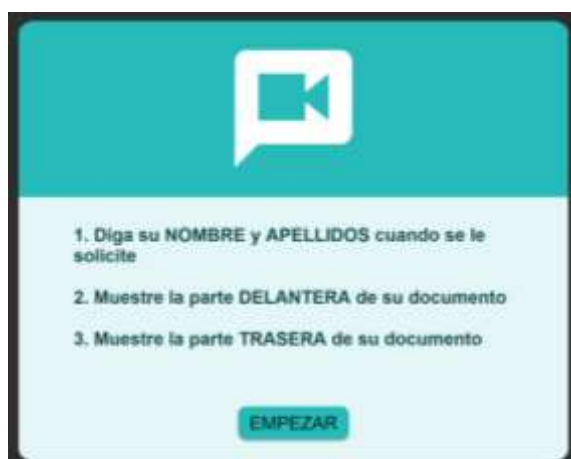 1. Diga su NOMBRE y APELLIDOS cuando se le
solicite
2. Muestre la parte DELANTERA de su documento
3. Muestre la parte TRASERA de su documento
EMPEZAR